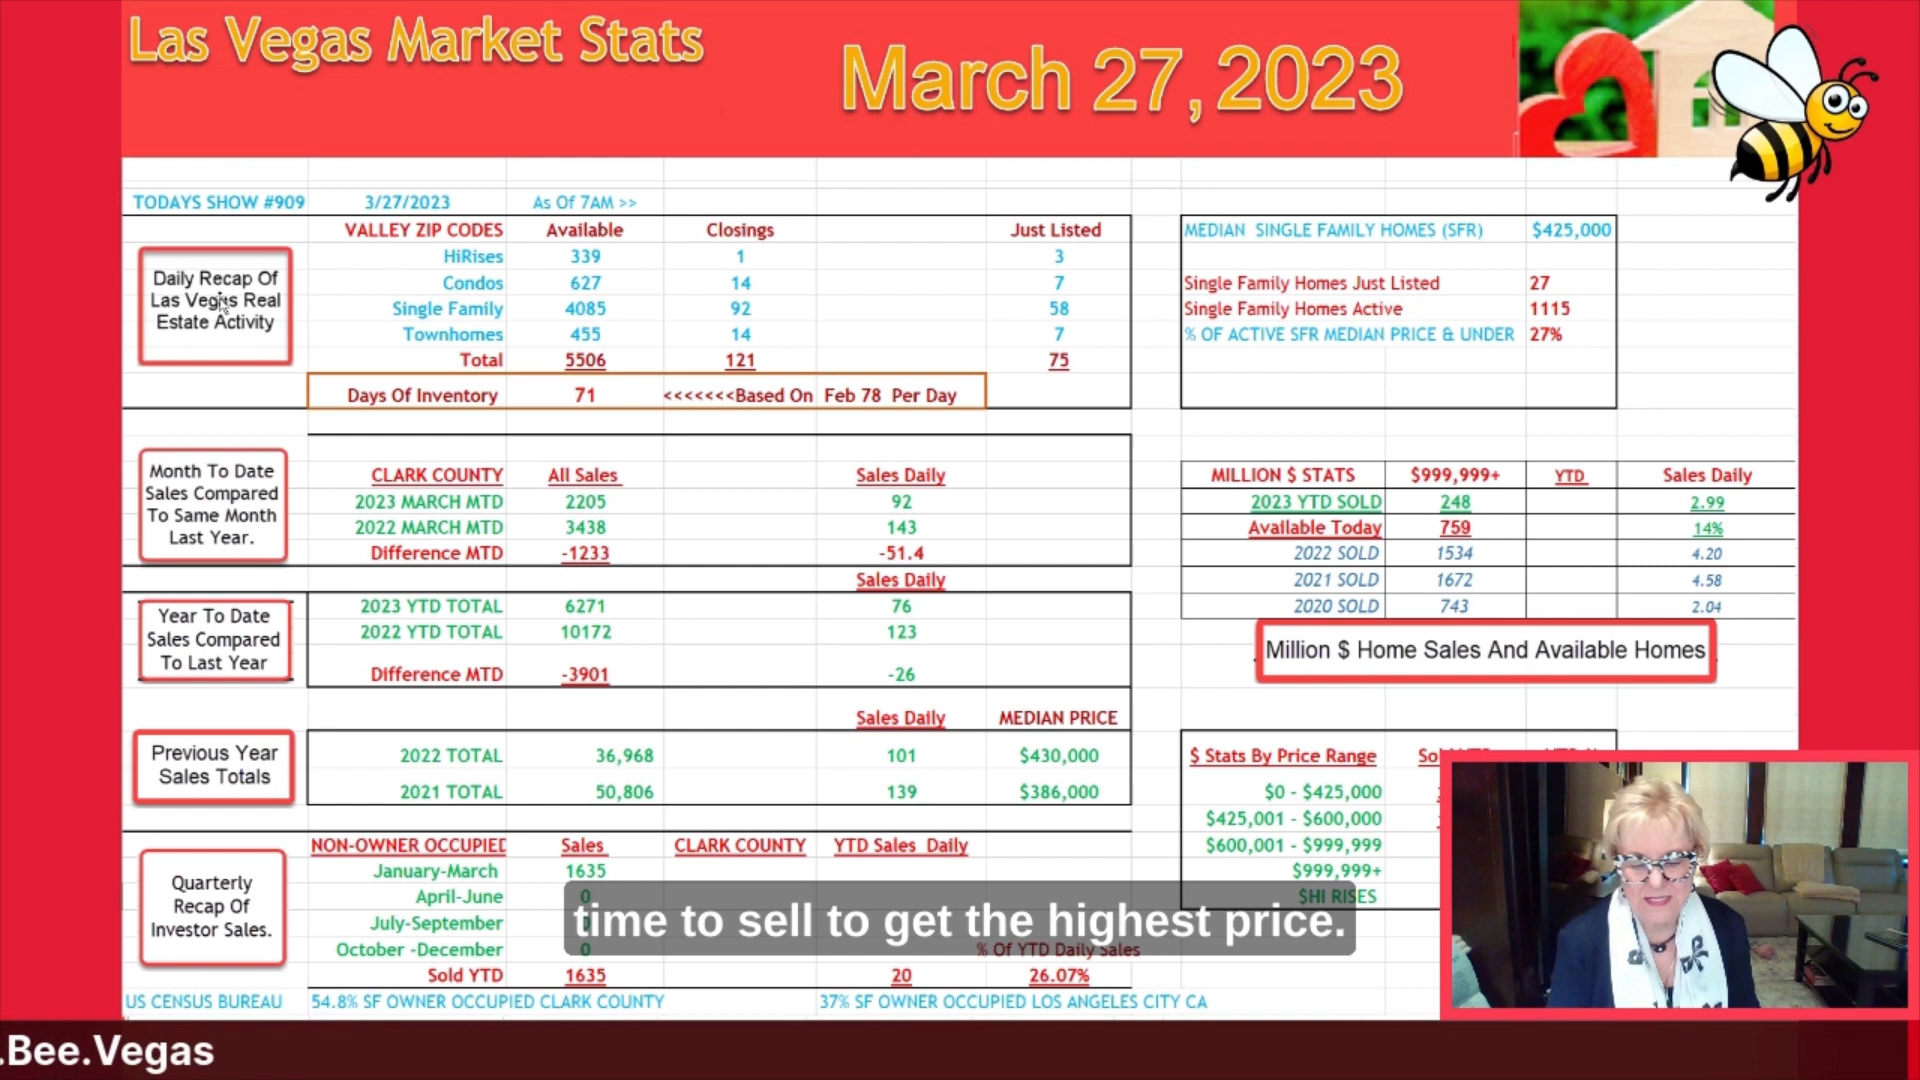 Las Vegas Market Stats
March 27, 2023
TODAYS SHOW #909 3/27/2023 As Of 7AM >>
VALLEY ZIP CODES Available Closings Just Listed
HiRises 339 1 3
Condos 627 14 7
Single Family 4085 92 58
Townhomes 455 14 7
Total 5506 121 75
Days Of Inventory 71 <<<<<<<Based On Feb 78 Per Day
Daily Recap Of
Las Vegas Real
Estate Activity
MEDIAN SINGLE FAMILY HOMES (SFR) $425,000
Single Family Homes Just Listed 27
Single Family Homes Active 1115
% OF ACTIVE SFR MEDIAN PRICE & UNDER 27%
Month To Date
Sales Compared
To Same Month
Last Year.
CLARK COUNTY All Sales Sales Daily
2023 MARCH MTD 2205 92
2022 MARCH MTD 3438 143
Difference MTD -1233 -51.4
Sales Daily
MILLION $ STATS $999,999+ YTD Sales Daily
2023 YTD SOLD 248 2.99
Available Today 759 14%
2022 SOLD 1534 4.20
2021 SOLD 1672 4.58
2020 SOLD 743 2.04
Million $ Home Sales And Available Homes
Year To Date
Sales Compared
To Last Year
2023 YTD TOTAL 6271 76
2022 YTD TOTAL 10172 123
Difference MTD -3901 -26
Sales Daily MEDIAN PRICE
Previous Year
Sales Totals
2022 TOTAL 36,968 101 $430,000
2021 TOTAL 50,806 139 $386,000
$ Stats By Price Range
$0 - $425,000
$425,001 - $600,000
$600,001 - $999,999
$999,999+
$HI RISES
Quarterly
Recap Of
Investor Sales.
NON-OWNER OCCUPIED Sales CLARK COUNTY YTD Sales Daily
January-March 1635
April-June 0
July-September
October -December 0 % Of YTD Daily Sales
Sold YTD 1635 20 26.07%
US CENSUS BUREAU 54.8% SF OWNER OCCUPIED CLARK COUNTY 37% SF OWNER OCCUPIED LOS ANGELES CITY CA
time to sell to get the highest price.
.Bee.Vegas